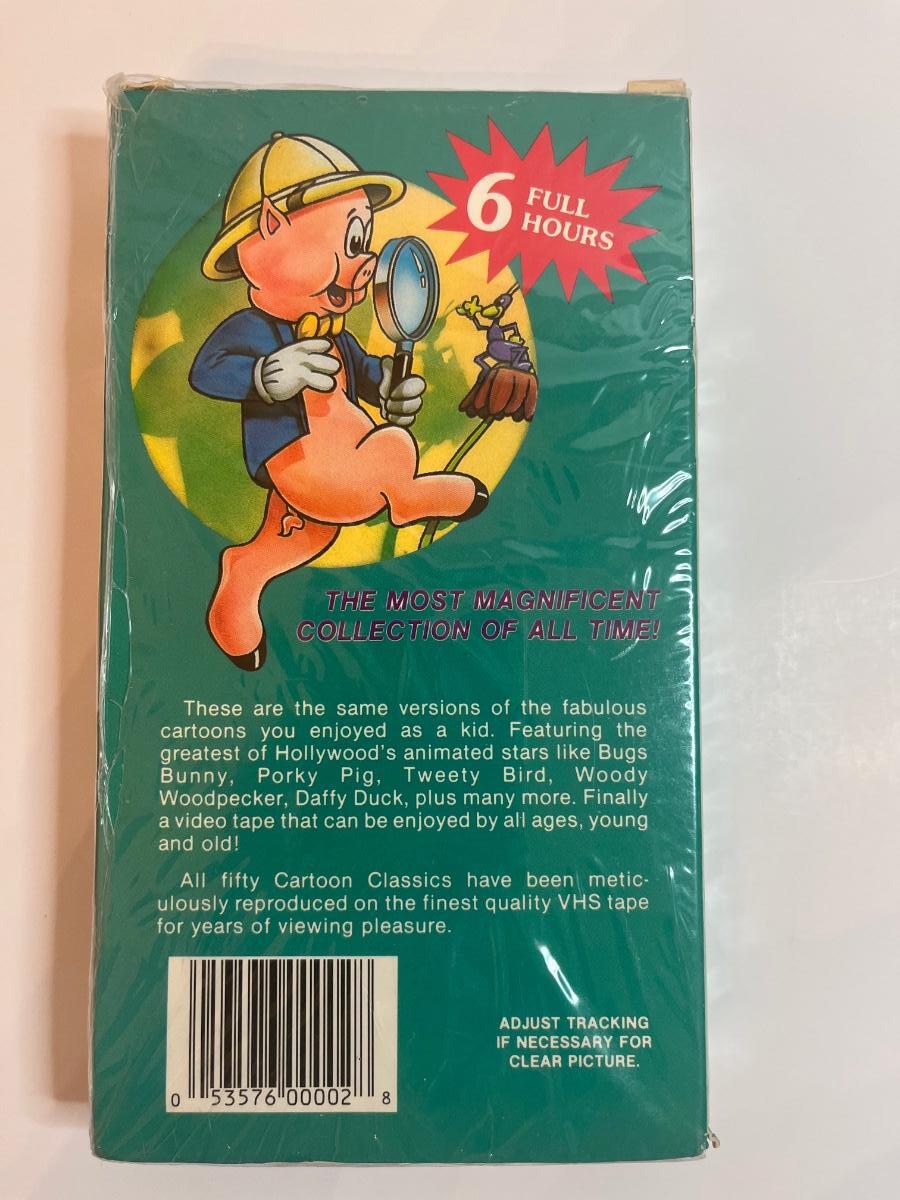 6 FULL
HOURS
THE MOST MAGNIFICENT
COLLECTION OF ALL TIME!
These are the same versions of the fabulous
cartoons you enjoyed as a kid. Featuring the
greatest of Hollywood's animated stars like Bugs
Bunny, Porky Pig, Tweety Bird, Woody
Woodpecker, Daffy Duck, plus many more. Finally
a video tape that can be enjoyed by all ages, young
and old!
All fifty Cartoon Classics have been metic-
ulously reproduced on the finest quality VHS tape
for years of viewing pleasure.
ADJUST TRACKING
IF NECESSARY FOR
CLEAR PICTURE.
0 53576 00002 8